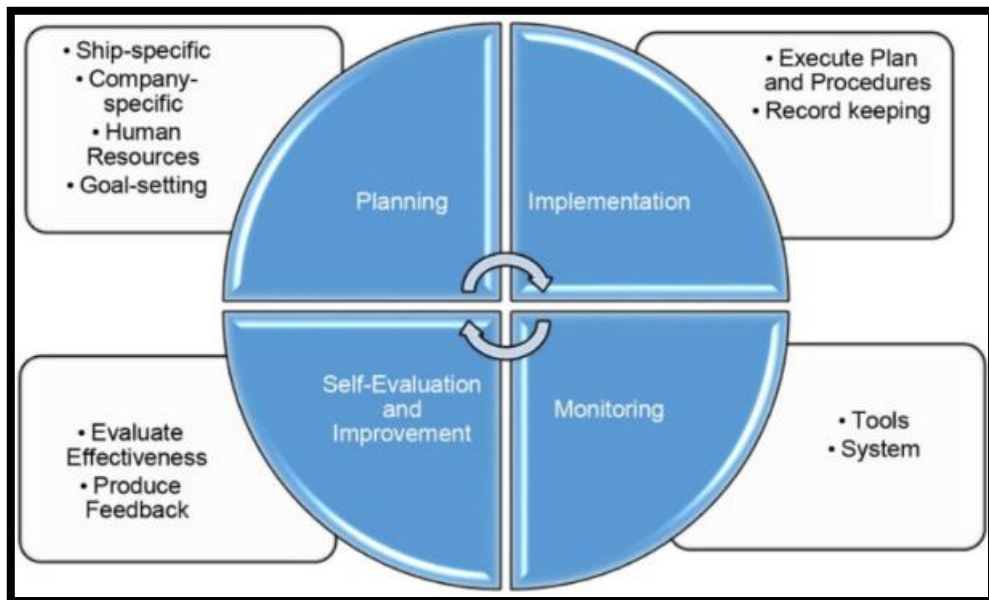 • Ship-specific
• Company-
specific
• Human
Resources
• Goal-setting
Planning
Implementation
• Execute Plan
and Procedures
• Record keeping
• Evaluate
Effectiveness
• Produce
Feedback
Self-Evaluation
and
Improvement
Monitoring
• Tools
• System